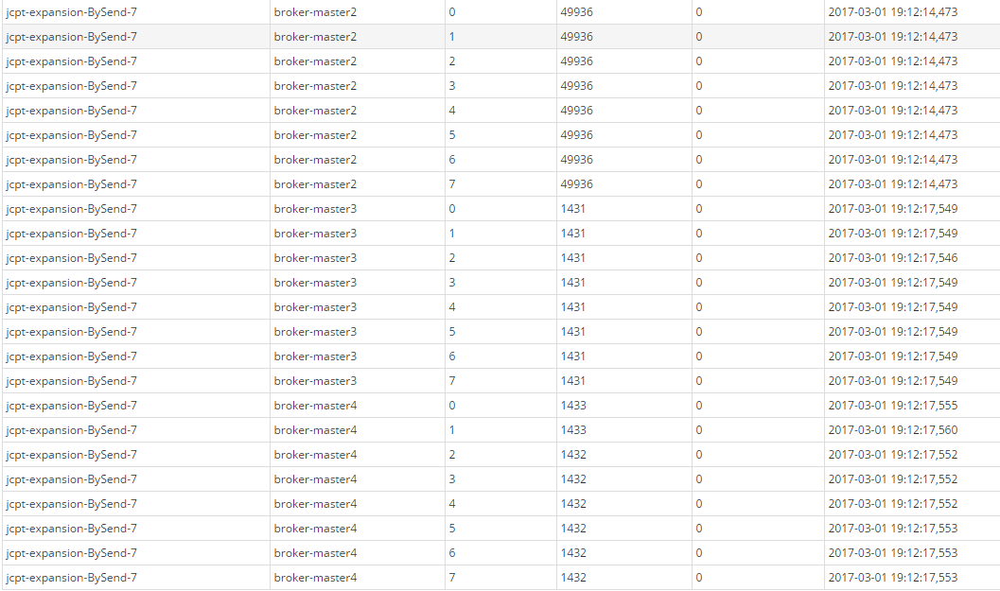 jcpt-expansion-BySend-7 broker-master2 0 49936 0 2017-03-01 19:12:14,473
jcpt-expansion-BySend-7 broker-master2 1 49936 0 2017-03-01 19:12:14,473
jcpt-expansion-BySend-7 broker-master2 2 49936 0 2017-03-01 19:12:14,473
jcpt-expansion-BySend-7 broker-master2 3 49936 0 2017-03-01 19:12:14,473
jcpt-expansion-BySend-7 broker-master2 4 49936 0 2017-03-01 19:12:14,473
jcpt-expansion-BySend-7 broker-master2 5 49936 0 2017-03-01 19:12:14,473
jcpt-expansion-BySend-7 broker-master2 6 49936 0 2017-03-01 19:12:14,473
jcpt-expansion-BySend-7 broker-master2 7 49936 0 2017-03-01 19:12:14,473
jcpt-expansion-BySend-7 broker-master3 0 1431 0 2017-03-01 19:12:17,549
jcpt-expansion-BySend-7 broker-master3 1 1431 0 2017-03-01 19:12:17,549
jcpt-expansion-BySend-7 broker-master3 2 1431 0 2017-03-01 19:12:17,546
jcpt-expansion-BySend-7 broker-master3 3 1431 0 2017-03-01 19:12:17,549
jcpt-expansion-BySend-7 broker-master3 4 1431 0 2017-03-01 19:12:17,549
jcpt-expansion-BySend-7 broker-master3 5 1431 0 2017-03-01 19:12:17,549
jcpt-expansion-BySend-7 broker-master3 6 1431 0 2017-03-01 19:12:17,549
jcpt-expansion-BySend-7 broker-master3 7 1431 0 2017-03-01 19:12:17,549
jcpt-expansion-BySend-7 broker-master4 0 1433 0 2017-03-01 19:12:17,555
jcpt-expansion-BySend-7 broker-master4 1 1433 0 2017-03-01 19:12:17,560
jcpt-expansion-BySend-7 broker-master4 2 1432 0 2017-03-01 19:12:17,552
jcpt-expansion-BySend-7 broker-master4 3 1432 0 2017-03-01 19:12:17,552
jcpt-expansion-BySend-7 broker-master4 4 1432 0 2017-03-01 19:12:17,552
jcpt-expansion-BySend-7 broker-master4 5 1432 0 2017-03-01 19:12:17,553
jcpt-expansion-BySend-7 broker-master4 6 1432 0 2017-03-01 19:12:17,553
jcpt-expansion-BySend-7 broker-master4 7 1432 0 2017-03-01 19:12:17,553